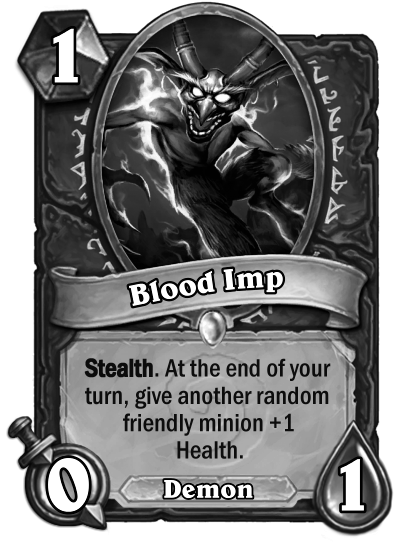 1
Blood Imp
Stealth. At the end of your
turn, give another random
friendly minion +1
Health.
0
Demon
1